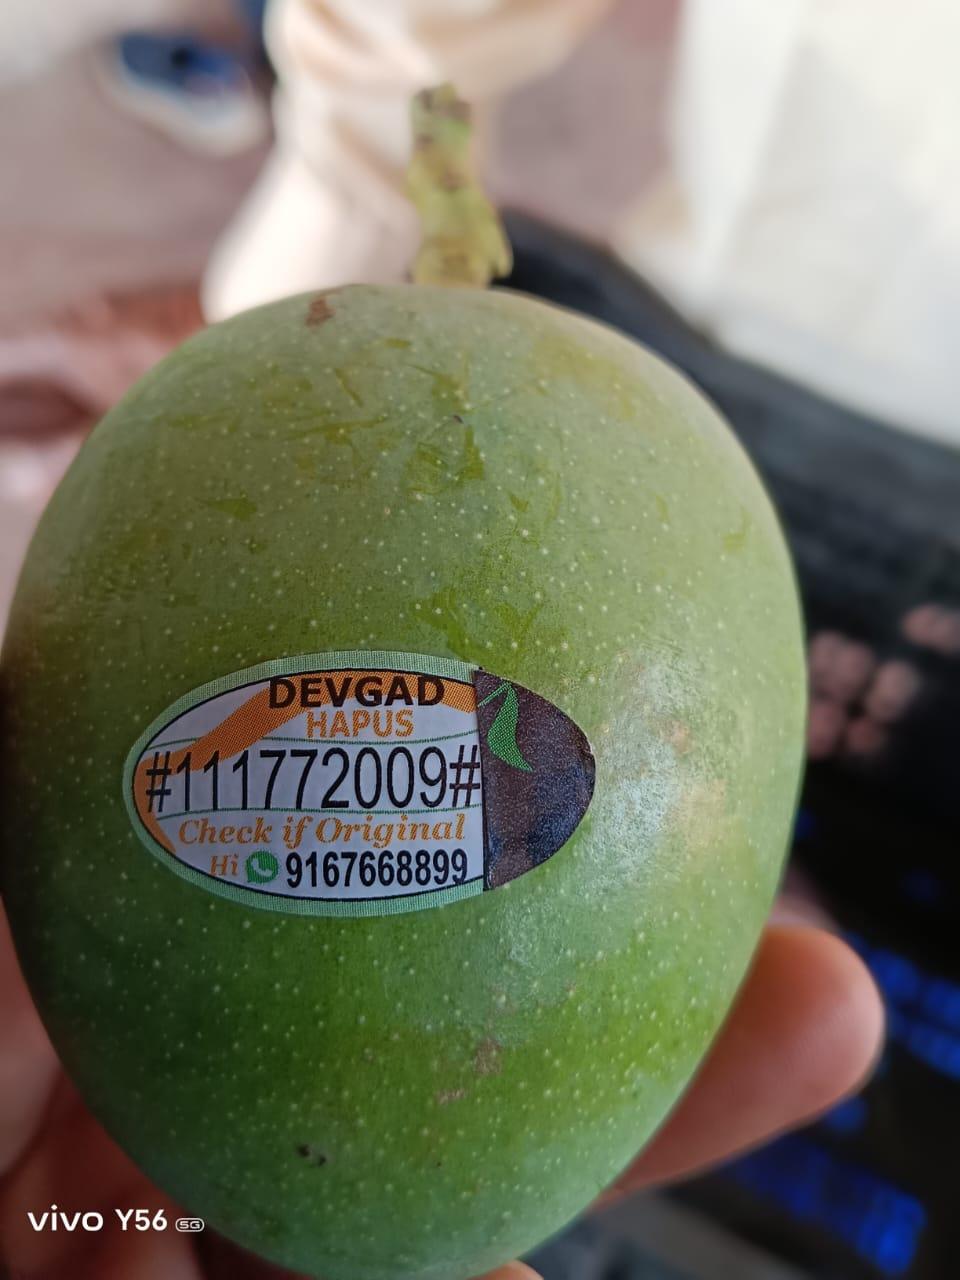 DEVGAD
HAPUS
#111772009#
Check if Original
Hi 9167668899
vivo Y56 5G